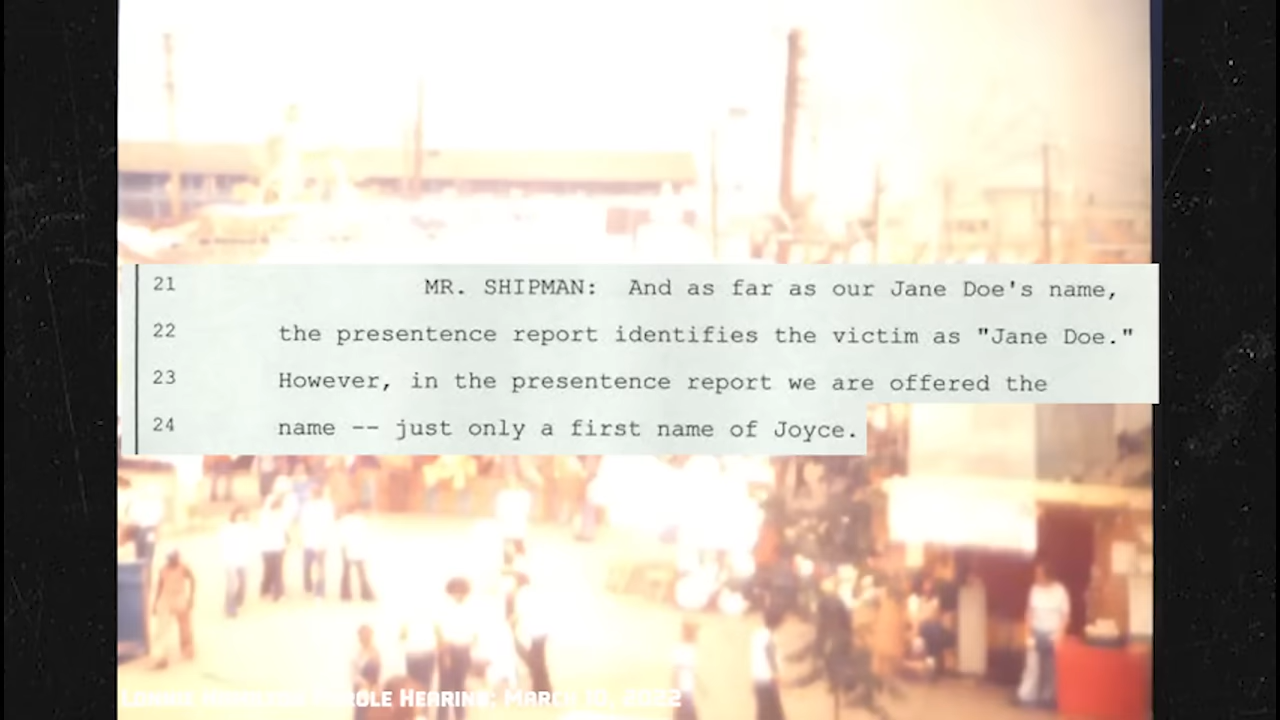 21 MR. SHIPMAN: And as far as our Jane Doe's name,
22 the presentence report identifies the victim as "Jane Doe."
23 However, in the presentence report we are offered the
24 name -- just only a first name of Joyce.
Parole Hearing; March 2022